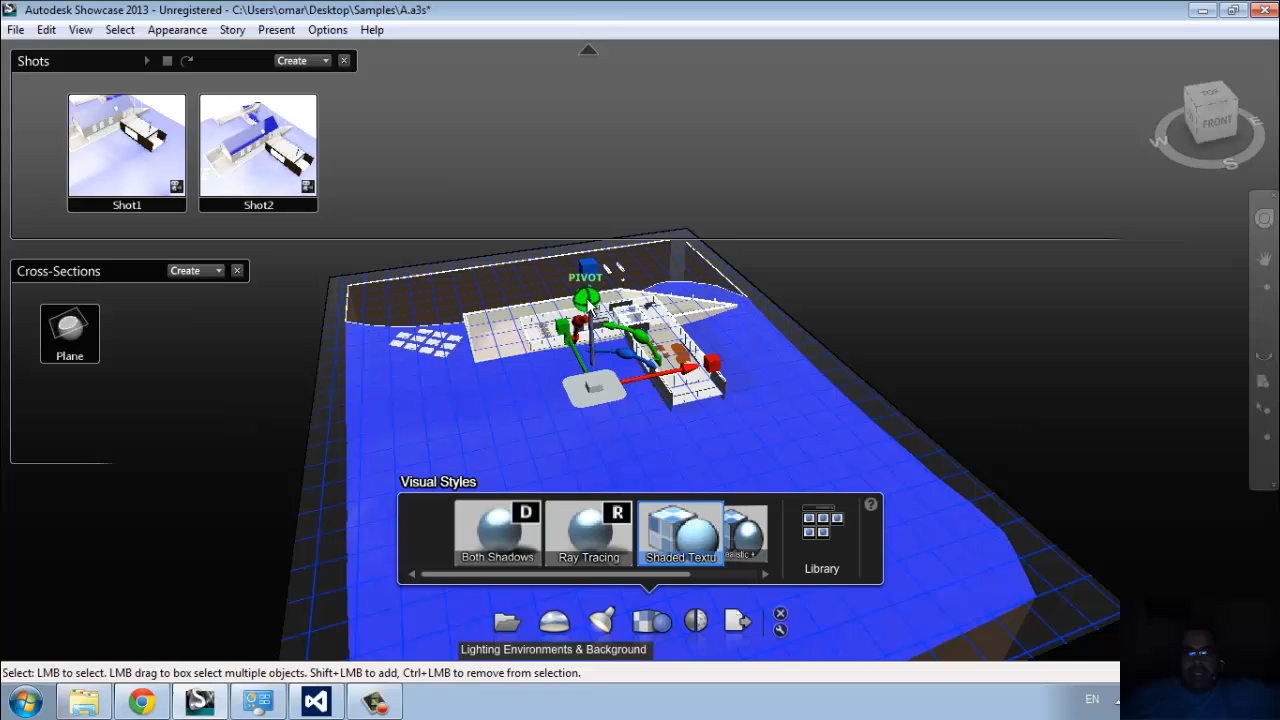 Autodesk Showcase 2013 - Unregistered - C:\Users\omar\Desktop\Samples\A.a3s*
File Edit View Select Appearance Story Present Options Help
Shots Create
Shot1 Shot2
TOP
FRONT
W S E
Cross-Sections Create
Plane
PIVOT
Visual Styles
D R
Both Shadows Ray Tracing Shaded Textu ealistic + Library
Lighting Environments & Background
Select: LMB to select. LMB drag to box select multiple objects. Shift+LMB to add, Ctrl+LMB to remove from selection.
EN